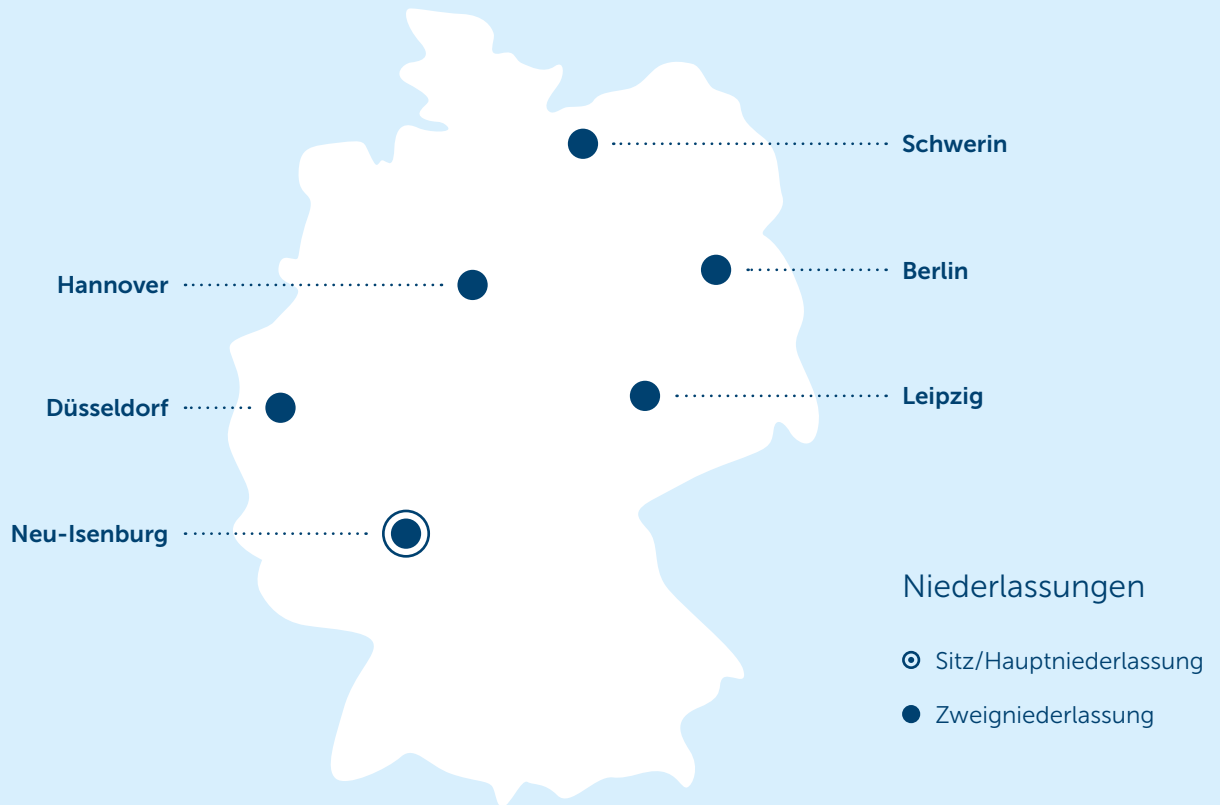 Schwerin
Berlin
Hannover
Leipzig
Düsseldorf
Neu-Isenburg
Niederlassungen
Sitz/Hauptniederlassung
Zweigniederlassung